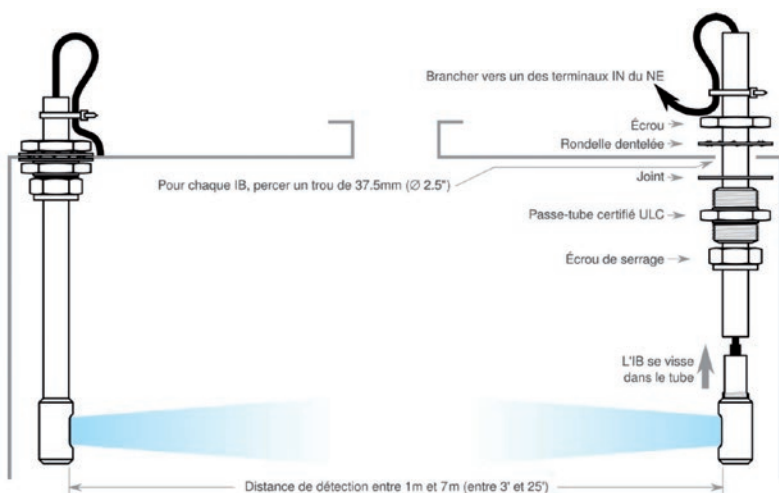 Brancher vers un des terminaux IN du NE
Écrou
Rondelle dentelée
Pour chaque IB, percer un trou de 37.5mm (Ø 2.5")
Joint
Passe-tube certifié ULC
Écrou de serrage
L'IB se visse
dans le tube
Distance de détection entre 1m et 7m (entre 3' et 25')